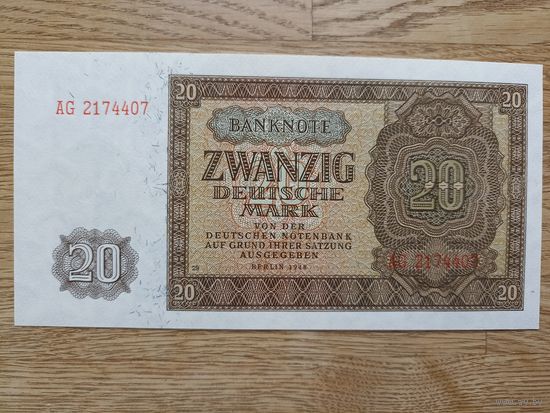 20
20
BANKNOTE
AG 2174407
ZWANZIG
20
DEUTSCHE
MARK
VON DER
DEUTSCHEN NOTENBANK
AUF GRUND IHRER SATZUNG
AUSGEGEBEN
AG 2174407
20
BERLIN 1948
20
20